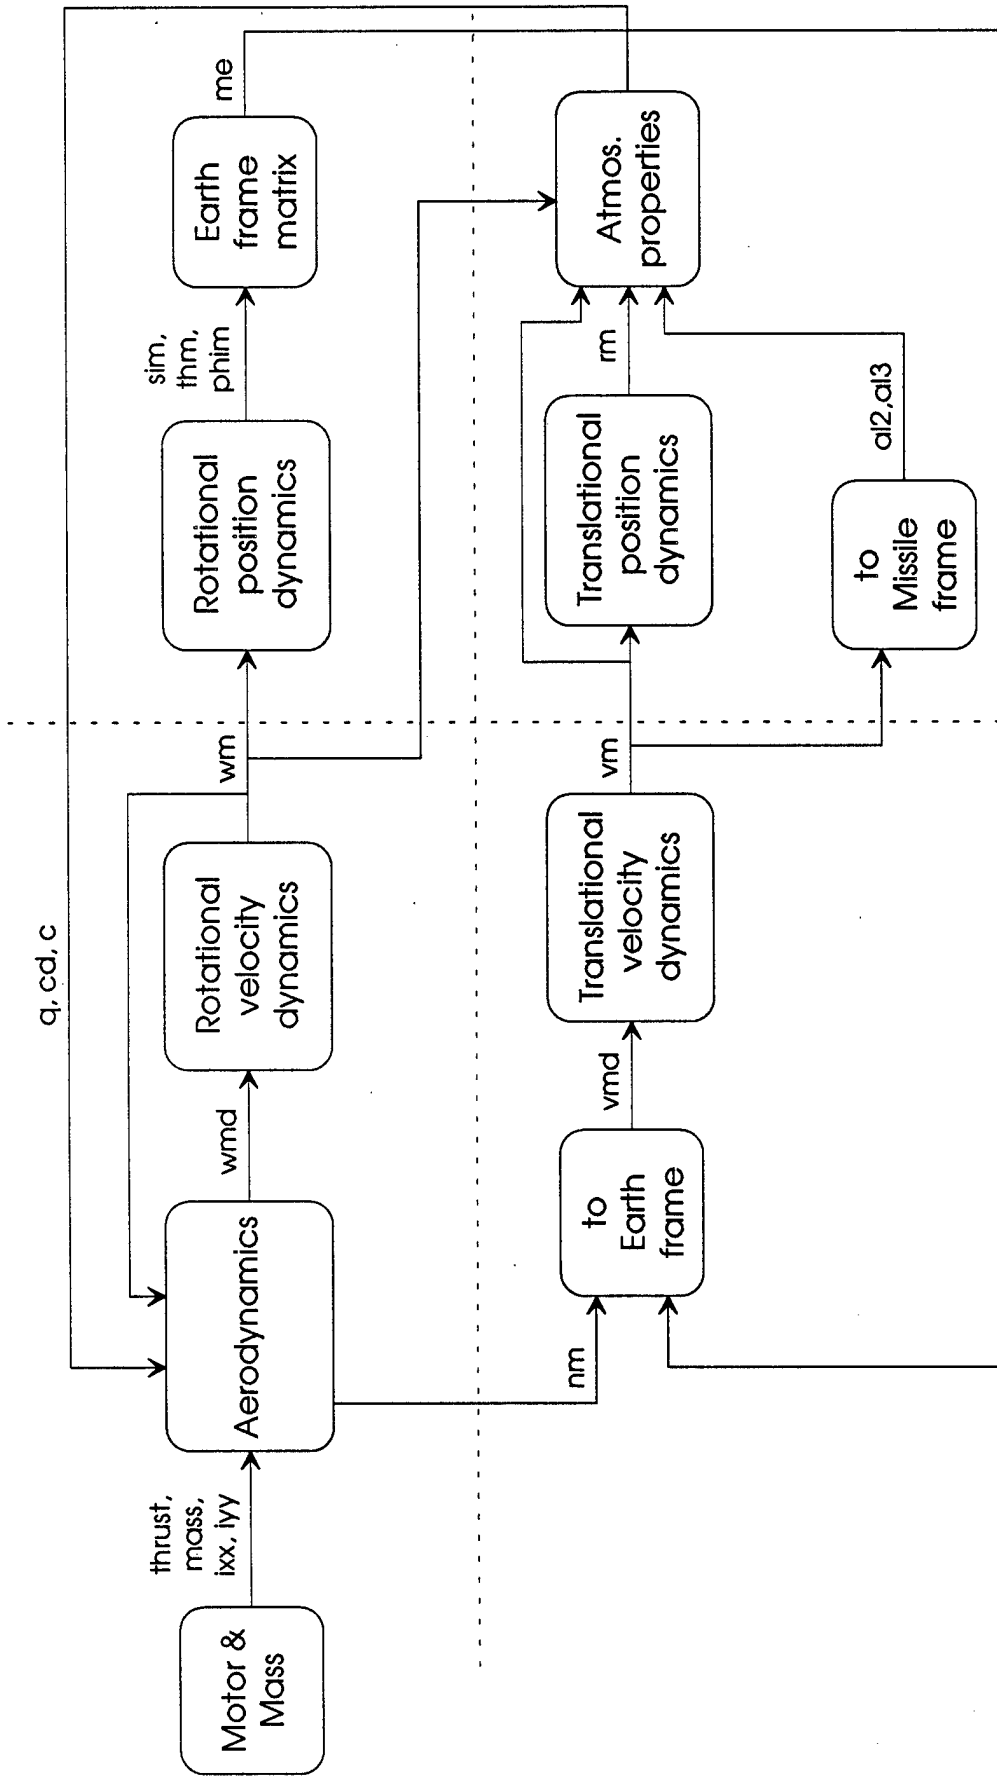 q, cd, c
thrust,
mass,
ixx, iyy
Motor &
Mass
Aerodynamics
wmd
Rotational
velocity
dynamics
wm
Rotational
position
dynamics
sim,
thm,
phim
Earth
frame
matrix
me
nm
to
Earth
frame
vmd
Translational
velocity
dynamics
vm
Translational
position
dynamics
rm
Atmos.
properties
to
Missile
frame
al2,al3